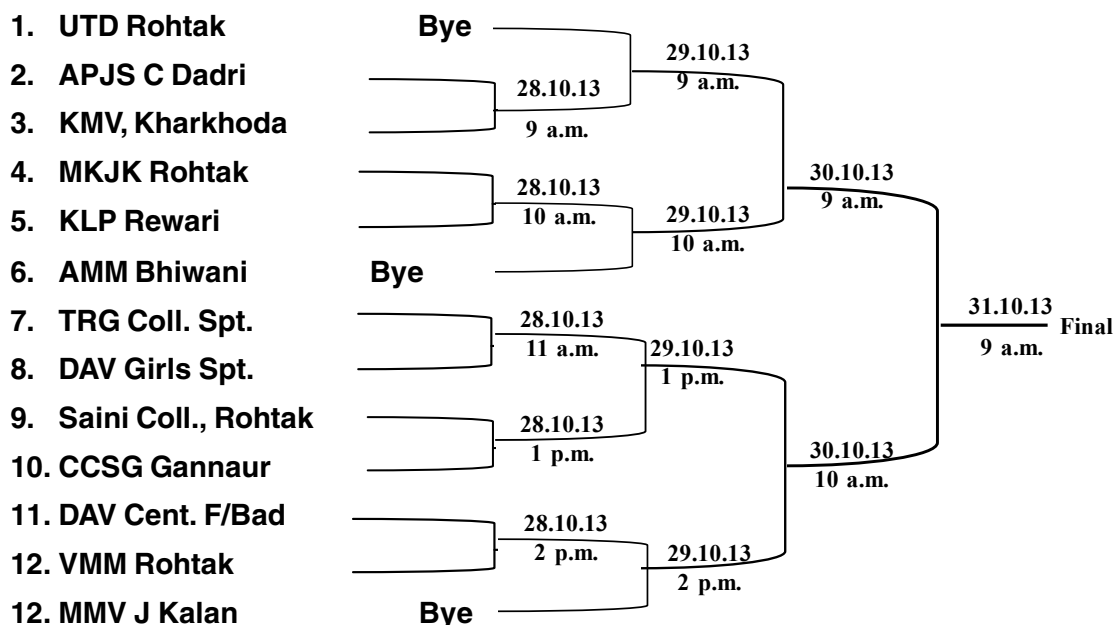 1. UTD Rohtak Bye
29.10.13
9 a.m.
2. APJS C Dadri
28.10.13
9 a.m.
3. KMV, Kharkhoda
30.10.13
9 a.m.
4. MKJK Rohtak
28.10.13
10 a.m.
5. KLP Rewari
29.10.13
10 a.m.
6. AMM Bhiwani Bye
31.10.13
9 a.m.
Final
7. TRG Coll. Spt.
28.10.13
11 a.m.
29.10.13
1 p.m.
8. DAV Girls Spt.
9. Saini Coll., Rohtak
28.10.13
1 p.m.
30.10.13
10 a.m.
10. CCSG Gannaur
11. DAV Cent. F/Bad
28.10.13
2 p.m.
29.10.13
2 p.m.
12. VMM Rohtak
12. MMV J Kalan Bye